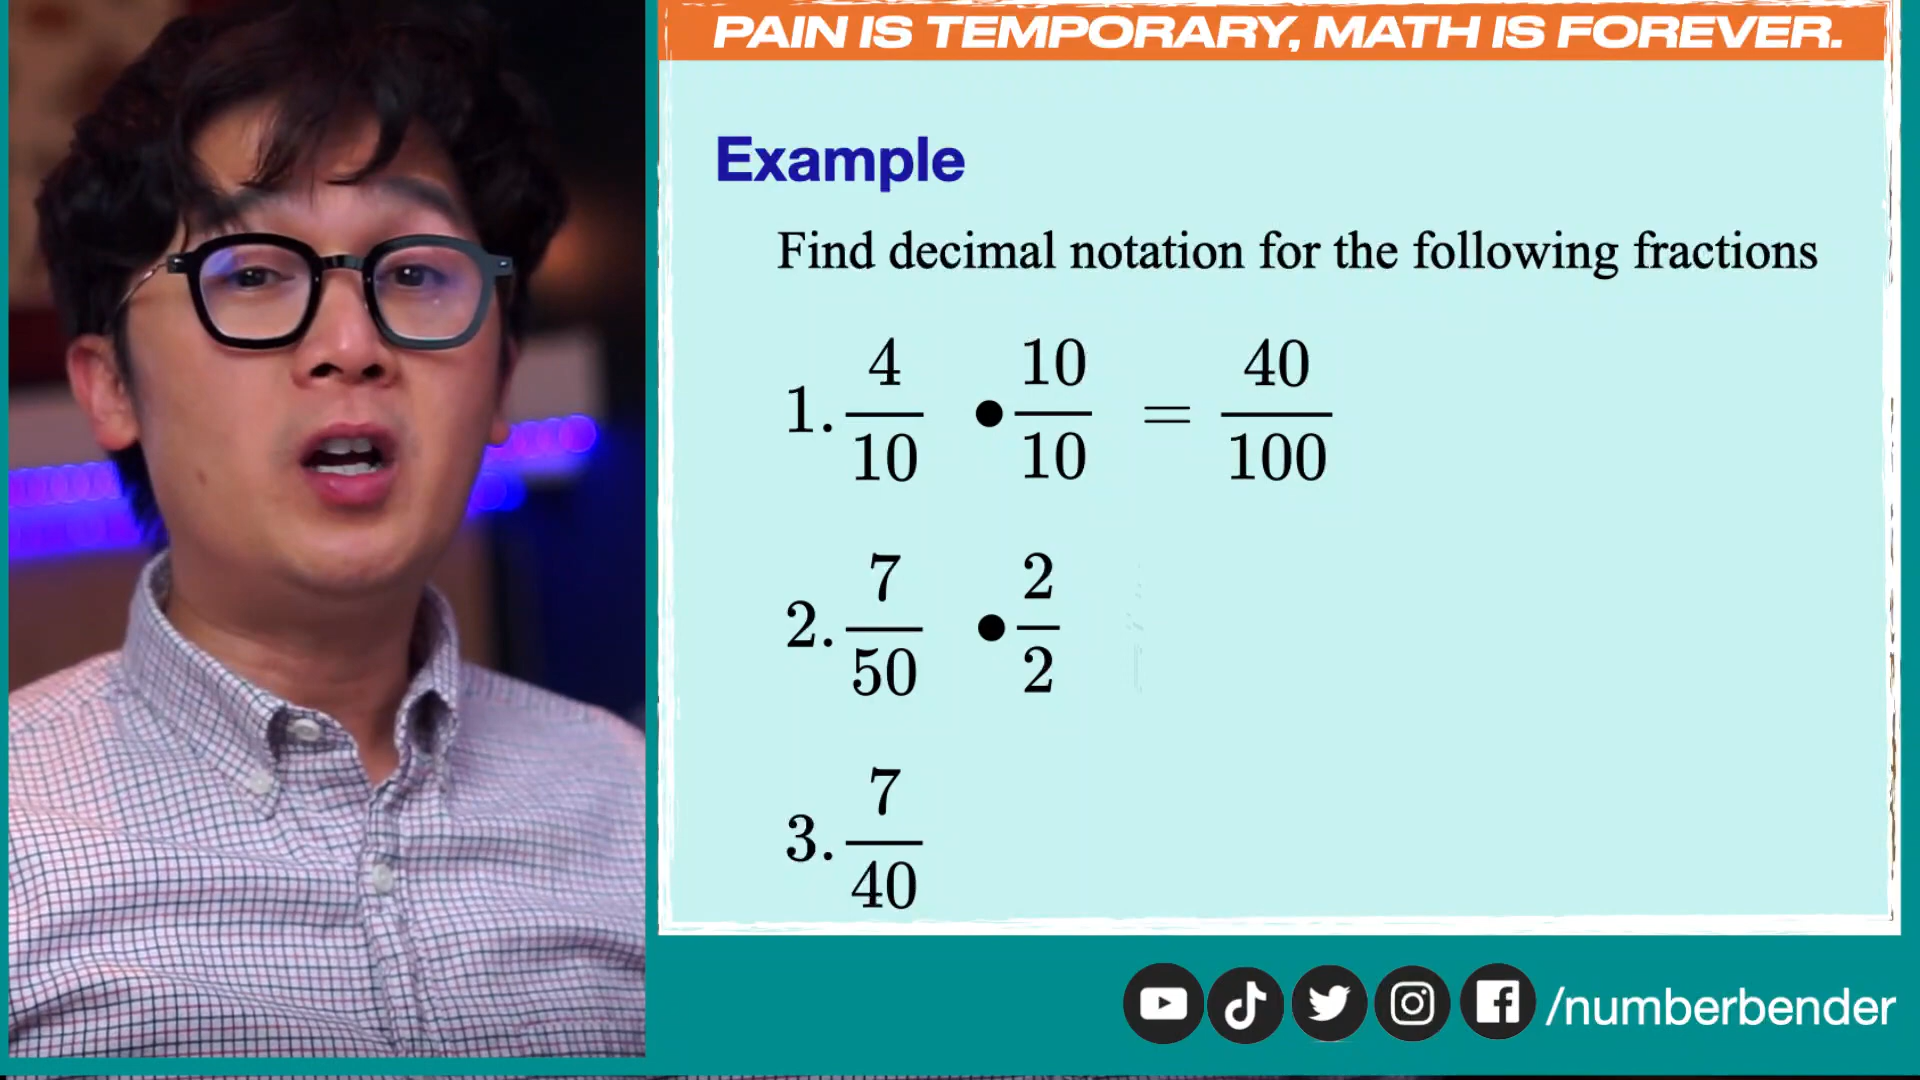 PAIN IS TEMPORARY, MATH IS FOREVER.
Example
Find decimal notation for the following fractions
1. 4/10 • 10/10 = 40/100
2. 7/50 • 2/2
3. 7/40
/numberbender